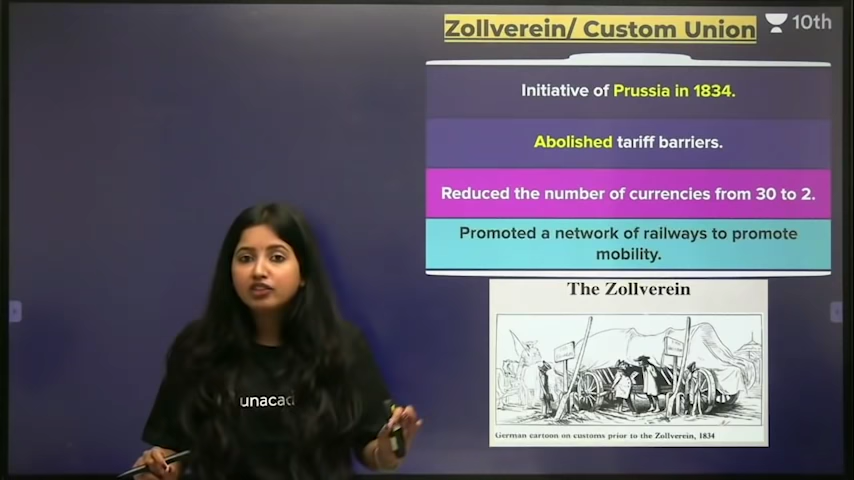 Zollverein/ Custom Union
10th
Initiative of Prussia in 1834.
Abolished tariff barriers.
Reduced the number of currencies from 30 to 2.
Promoted a network of railways to promote
mobility.
The Zollverein
German cartoon on customs prior to the Zollverein, 1834
unacad